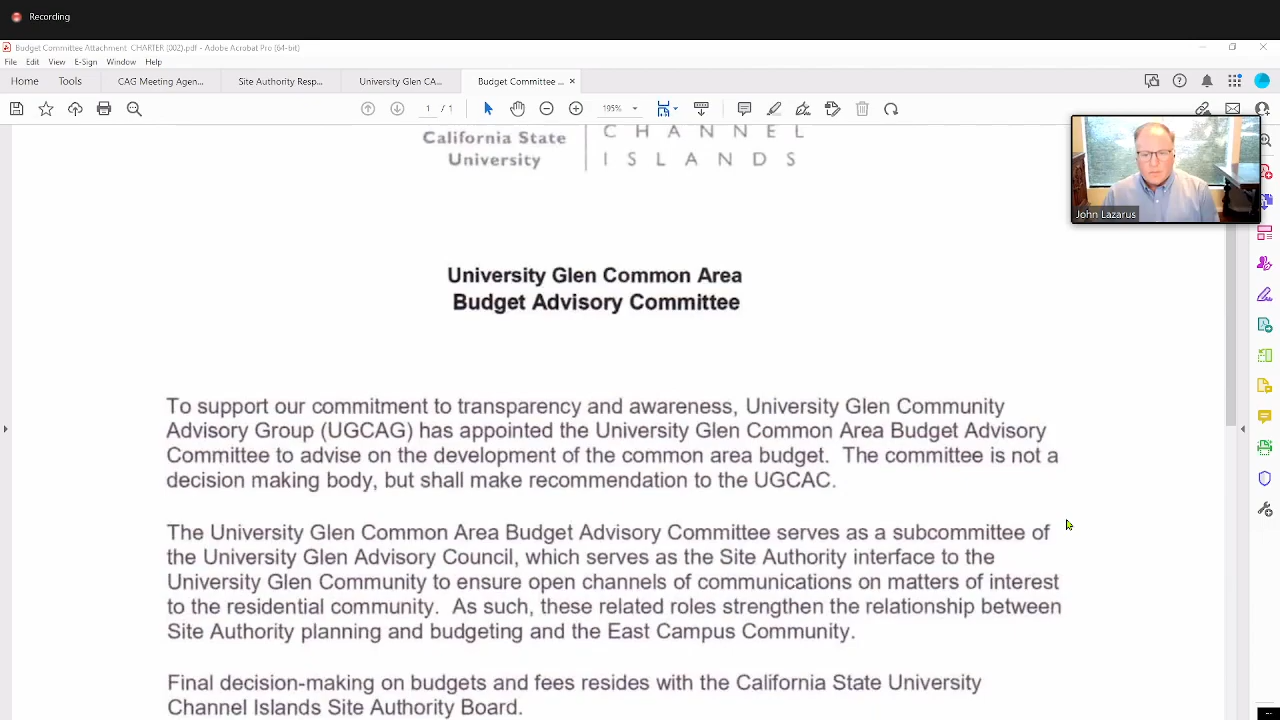 Recording
Budget Committee Attachment- CHARTER (002).pdf - Adobe Acrobat Pro (64-bit)
File Edit View E-Sign Window Help
Home Tools CAG Meeting Agen... Site Authority Resp... University Glen CA... Budget Committee ... ×
1 / 1 195%
California State CHANNEL
University ISLANDS
John Lazarus
University Glen Common Area
Budget Advisory Committee
To support our commitment to transparency and awareness, University Glen Community
Advisory Group (UGCAG) has appointed the University Glen Common Area Budget Advisory
Committee to advise on the development of the common area budget. The committee is not a
decision making body, but shall make recommendation to the UGCAC.
The University Glen Common Area Budget Advisory Committee serves as a subcommittee of
the University Glen Advisory Council, which serves as the Site Authority interface to the
University Glen Community to ensure open channels of communications on matters of interest
to the residential community. As such, these related roles strengthen the relationship between
Site Authority planning and budgeting and the East Campus Community.
Final decision-making on budgets and fees resides with the California State University
Channel Islands Site Authority Board.